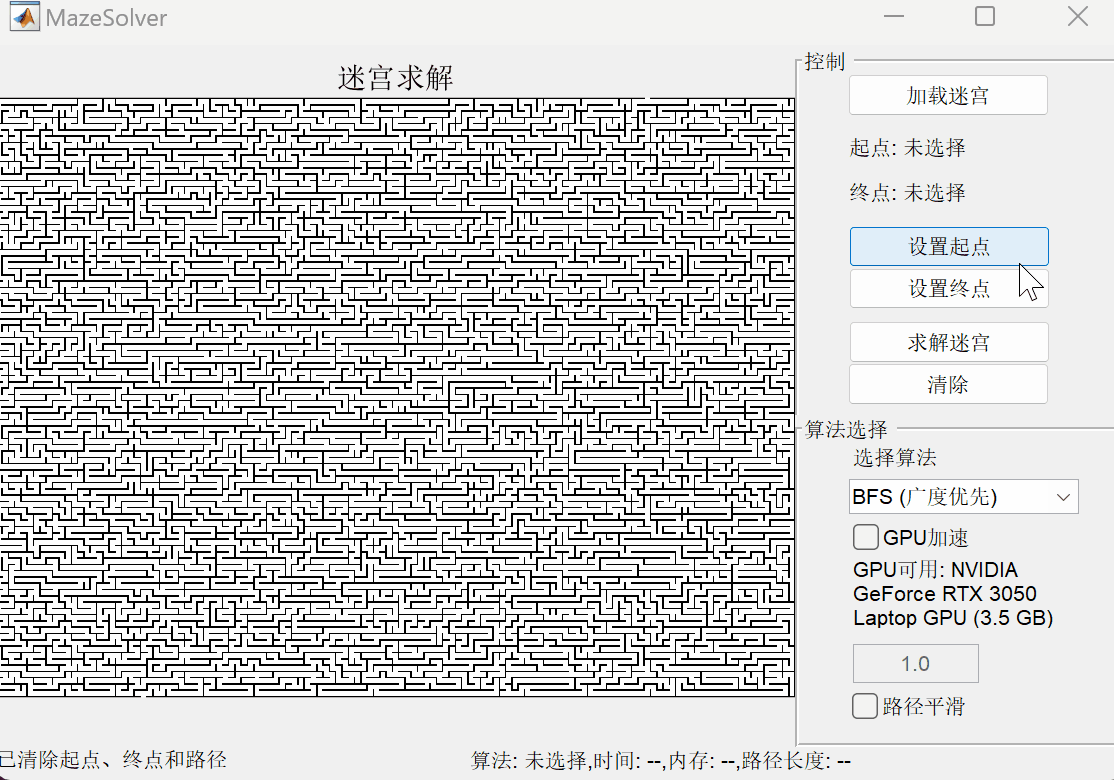 MazeSolver
迷宫求解
控制
加载迷宫
起点: 未选择
终点: 未选择
设置起点
设置终点
求解迷宫
清除
算法选择
选择算法
BFS (广度优先)
GPU加速
GPU可用: NVIDIA
GeForce RTX 3050
Laptop GPU (3.5 GB)
1.0
路径平滑
已清除起点、终点和路径
算法: 未选择,时间: --,内存: --,路径长度: --